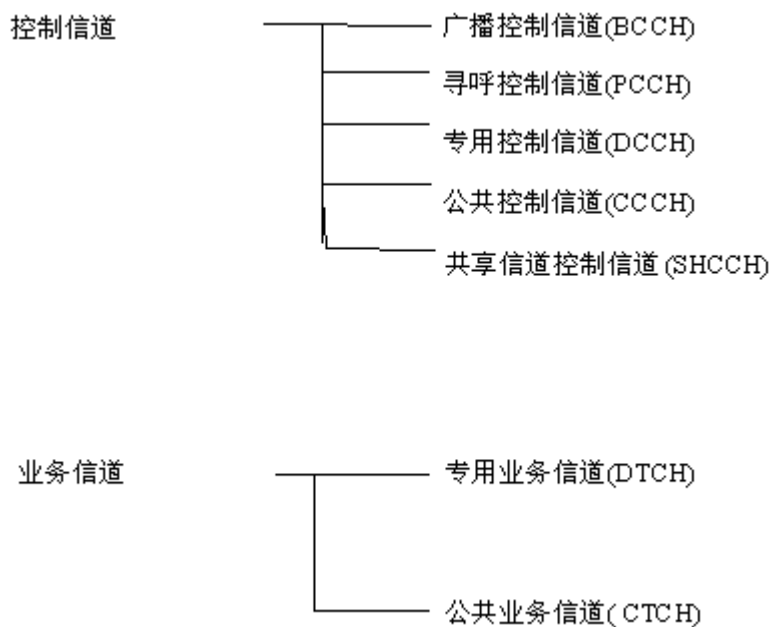 控制信道
广播控制信道(BCCH)
寻呼控制信道(PCCH)
专用控制信道(DCCH)
公共控制信道(CCCH)
共享信道控制信道(SHCCH)
业务信道
专用业务信道(DTCH)
公共业务信道( CTCH)